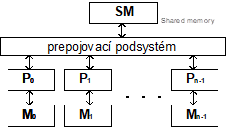 SM
Shared memory
prepojovací podsystém
P0 P1 Pn-1
. . .
M0 M1 Mn-1